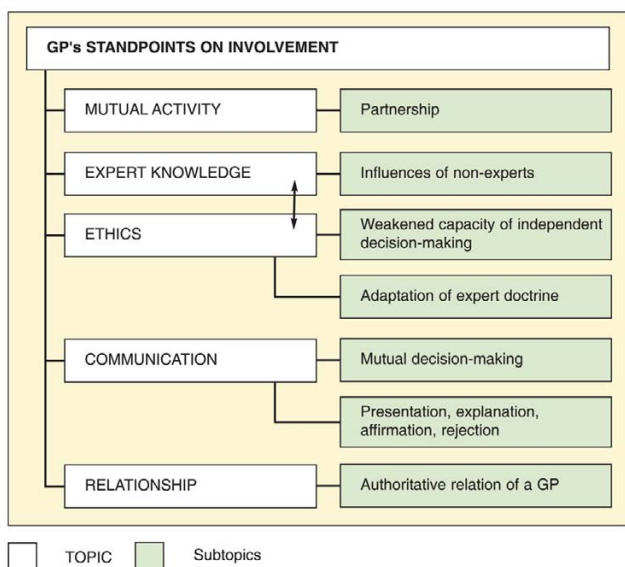 GP's STANDPOINTS ON INVOLVEMENT
MUTUAL ACTIVITY
Partnership
EXPERT KNOWLEDGE
Influences of non-experts
ETHICS
Weakened capacity of independent
decision-making
Adaptation of expert doctrine
COMMUNICATION
Mutual decision-making
Presentation, explanation,
affirmation, rejection
RELATIONSHIP
Authoritative relation of a GP
TOPIC
Subtopics